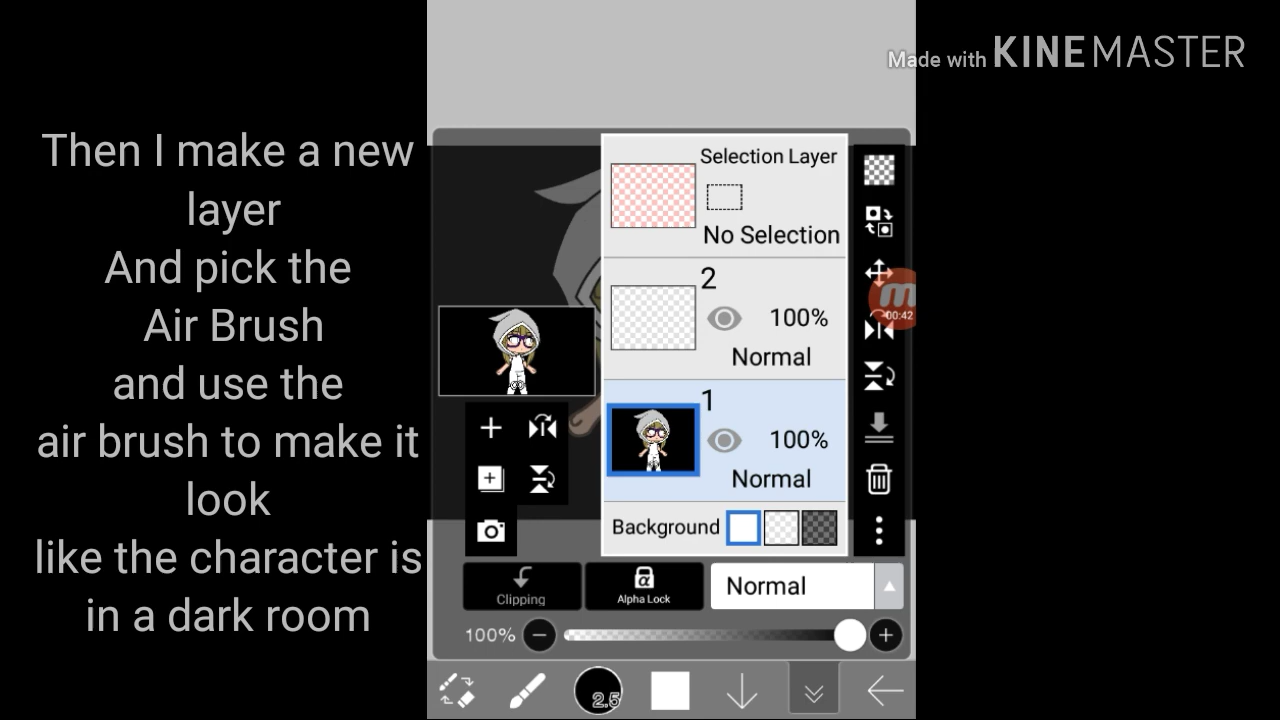 Made with KINEMASTER
Then I make a new
layer
And pick the
Air Brush
and use the
air brush to make it
look
like the character is
in a dark room
Selection Layer
No Selection
2
100%
Normal
00:42
1
100%
Normal
Background
Clipping
Alpha Lock
Normal
100%
2.5